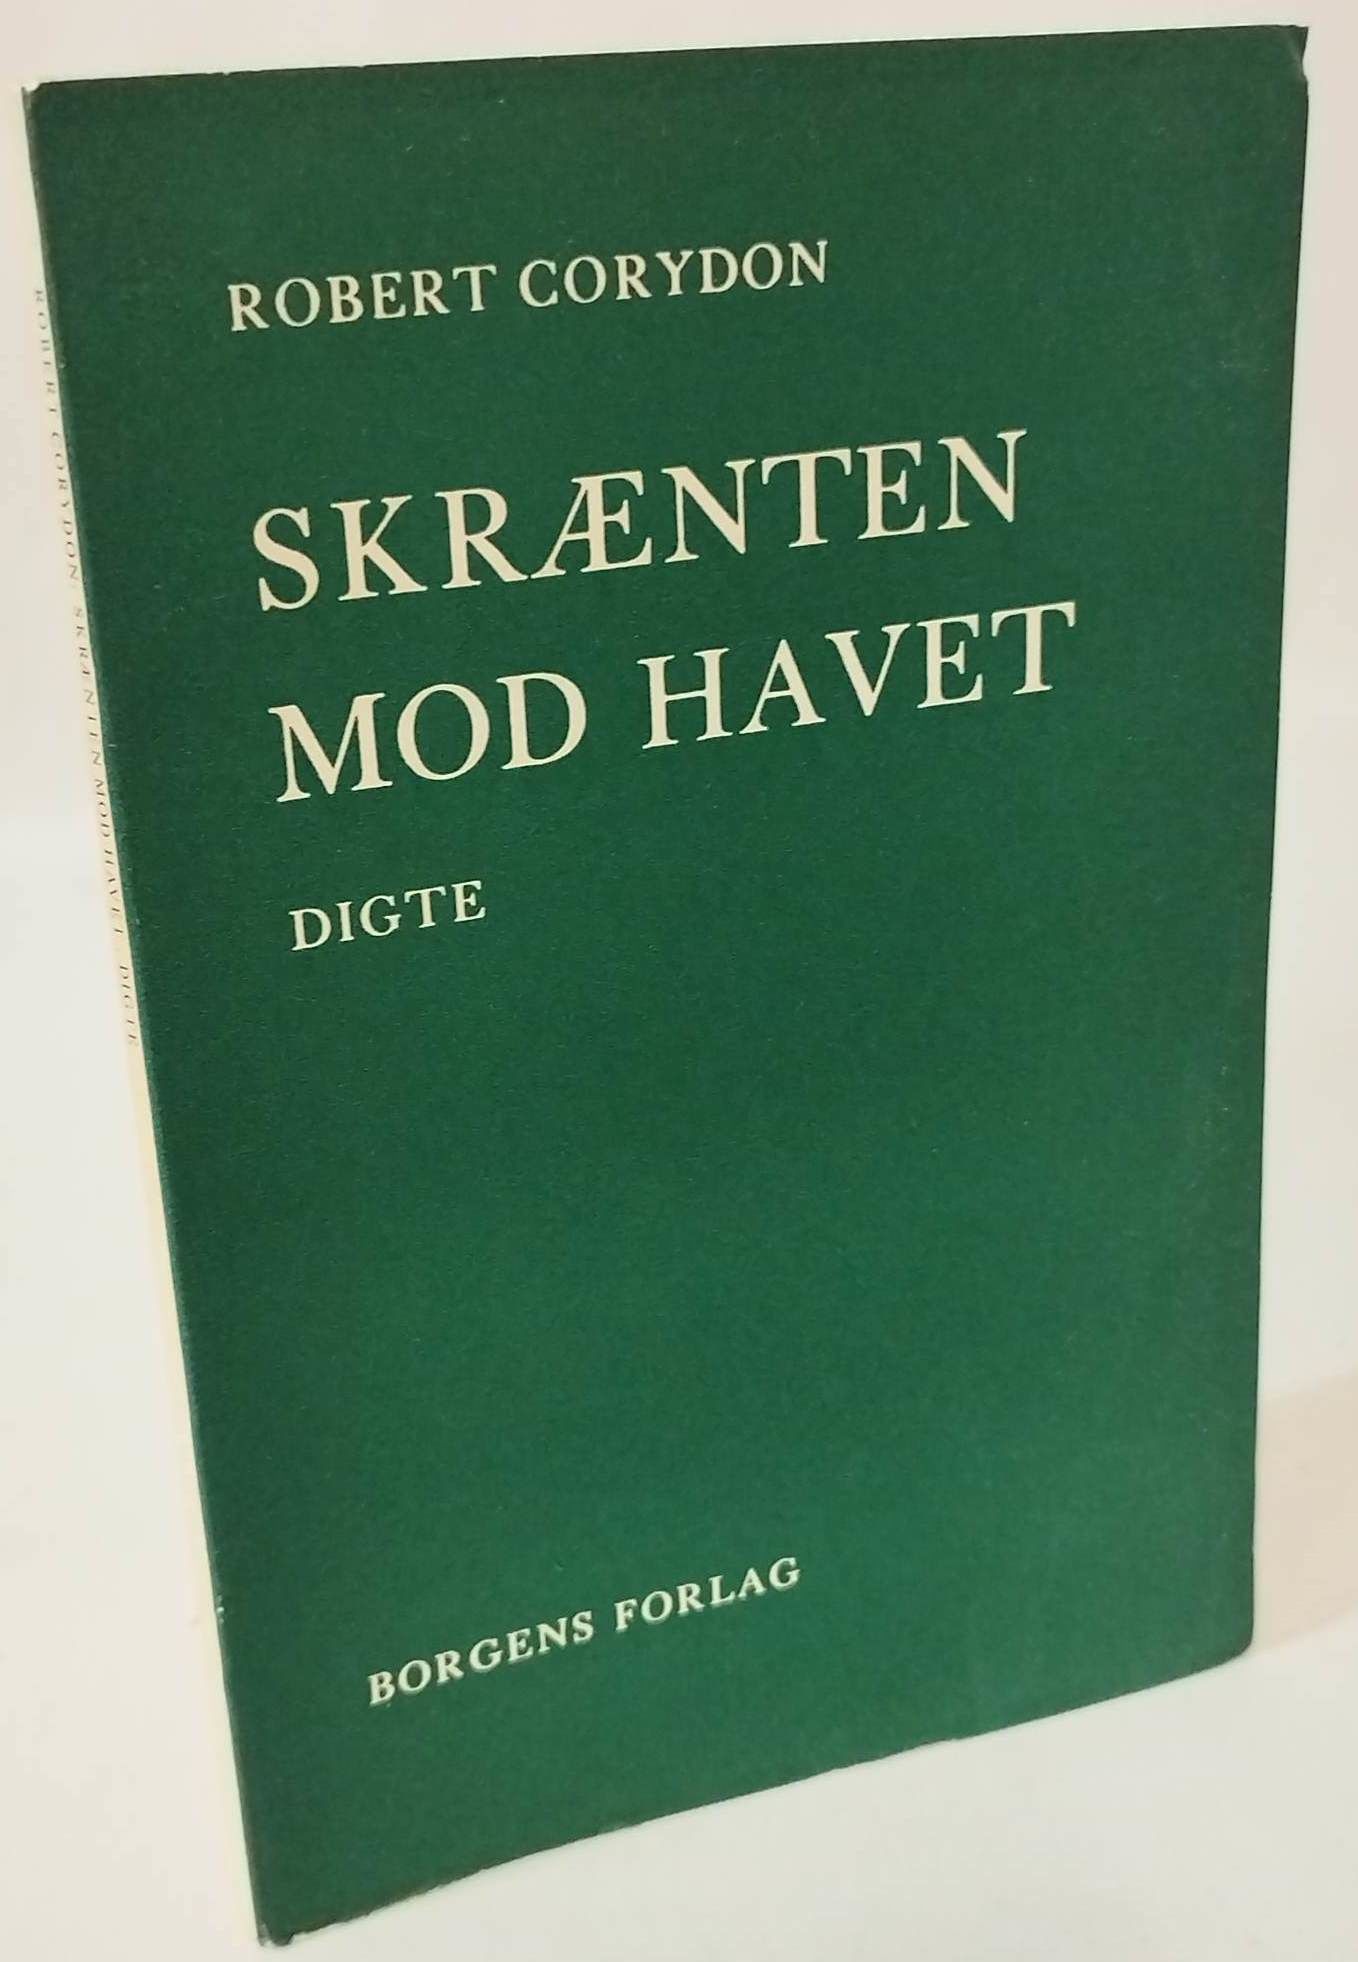 ROBERT CORYDON
SKRÆNTEN
MOD HAVET
DIGTE
BORGENS FORLAG
ROBERT CORYDON SKRÆNTEN MOD HAVET DIGTE